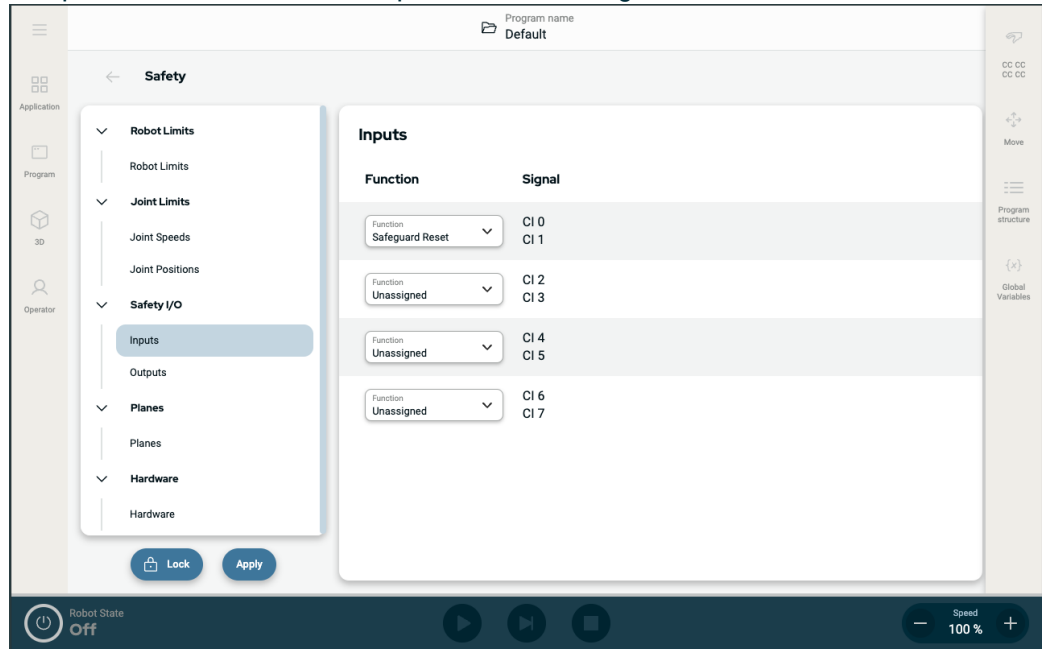 Program name
Default
Safety
Application
Program
3D
Operator
Robot Limits
Robot Limits
Joint Limits
Joint Speeds
Joint Positions
Safety I/O
Inputs
Outputs
Planes
Planes
Hardware
Hardware
Lock
Apply
Inputs
Function
Signal
Function
Safeguard Reset
CI 0
CI 1
Function
Unassigned
CI 2
CI 3
Function
Unassigned
CI 4
CI 5
Function
Unassigned
CI 6
CI 7
CC CC
CC CC
Move
Program
structure
{x}
Global
Variables
Robot State
Off
Speed
100 %